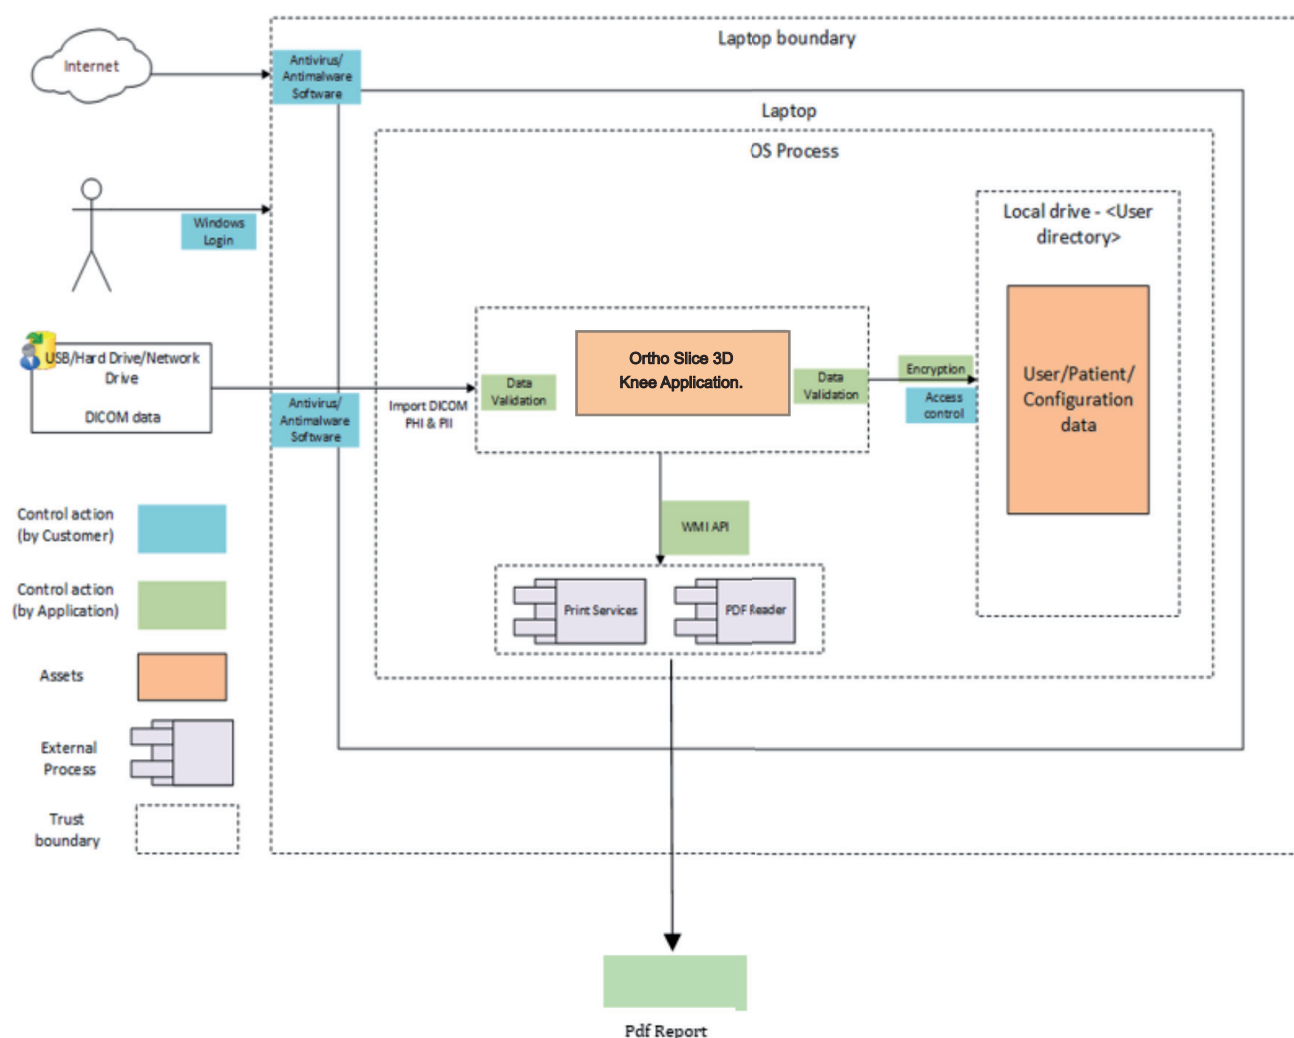 Laptop boundary
Internet
Antivirus/
Antimalware
Software
Laptop
OS Process
Windows
Login
Local drive - <User
directory>
USB/Hard Drive/Network
Drive
DICOM data
Antivirus/
Antimalware
Software
Import DICOM
PHI & PII
Data
Validation
Ortho Slice 3D
Knee Application.
Data
Validation
Encryption
Access
control
User/Patient/
Configuration
data
WMI API
Print Services
PDF Reader
Control action
(by Customer)
Control action
(by Application)
Assets
External
Process
Trust
boundary
Pdf Report